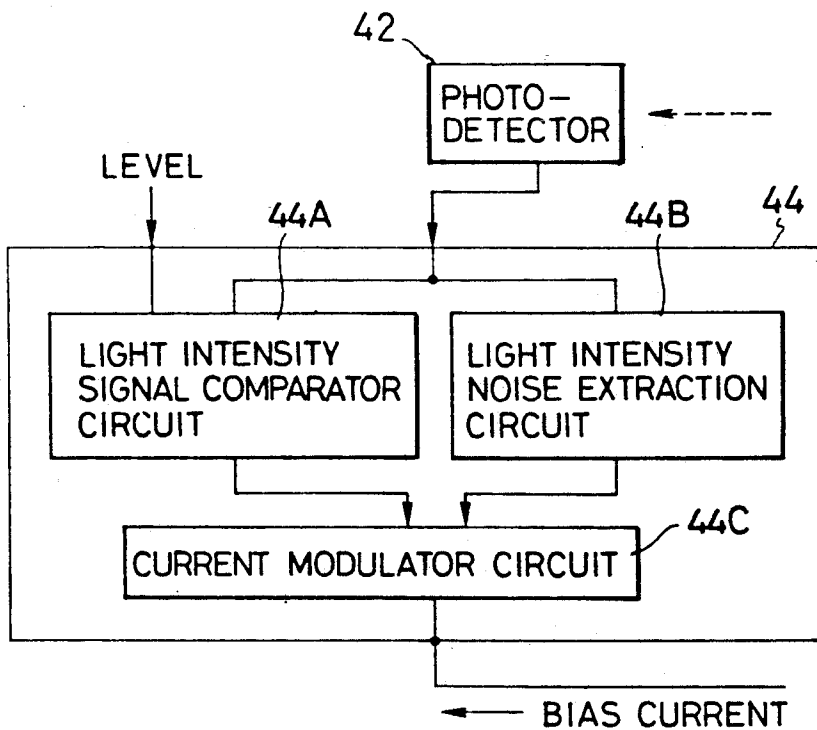 42
PHOTO-
DETECTOR
LEVEL
44A
44B
44
LIGHT INTENSITY
SIGNAL COMPARATOR
CIRCUIT
LIGHT INTENSITY
NOISE EXTRACTION
CIRCUIT
44C
CURRENT MODULATOR CIRCUIT
BIAS CURRENT